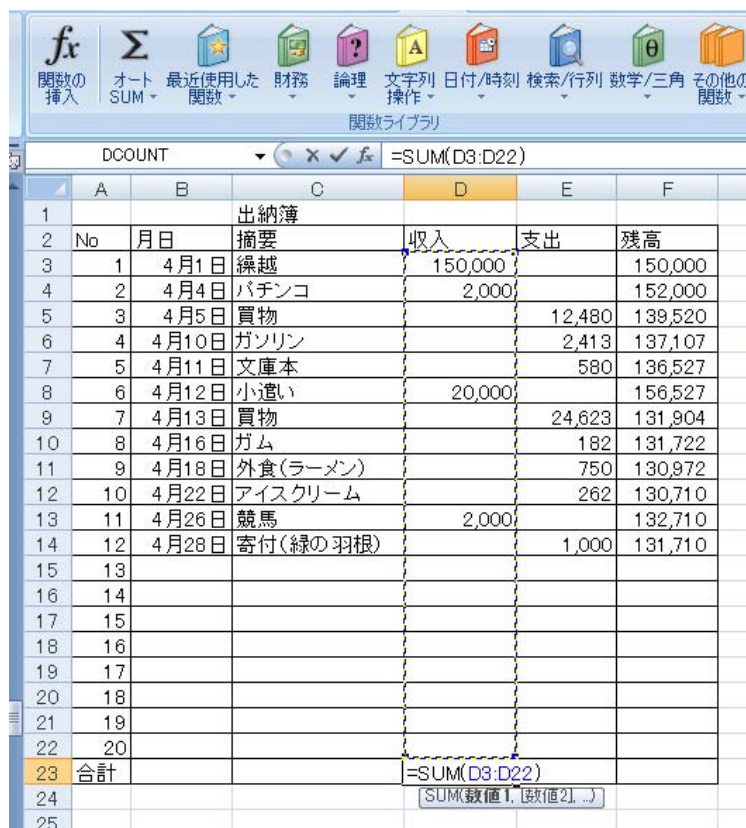 関数の挿入 オートSUM 最近使用した関数 財務 論理 文字列操作 日付/時刻 検索/行列 数学/三角 その他の関数
関数ライブラリ
DCOUNT =SUM(D3:D22)
A B C D E F
1 出納簿
2 No 月日 摘要 収入 支出 残高
3 1 4月1日 繰越 150,000 150,000
4 2 4月4日 パチンコ 2,000 152,000
5 3 4月5日 買物 12,480 139,520
6 4 4月10日 ガソリン 2,413 137,107
7 5 4月11日 文庫本 580 136,527
8 6 4月12日 小遣い 20,000 156,527
9 7 4月13日 買物 24,623 131,904
10 8 4月16日 ガム 182 131,722
11 9 4月18日 外食(ラーメン) 750 130,972
12 10 4月22日 アイスクリーム 262 130,710
13 11 4月26日 競馬 2,000 132,710
14 12 4月28日 寄付(緑の羽根) 1,000 131,710
15 13
16 14
17 15
18 16
19 17
20 18
21 19
22 20
23 合計 =SUM(D3:D22)
24 SUM(数値1, [数値2], ...)
25